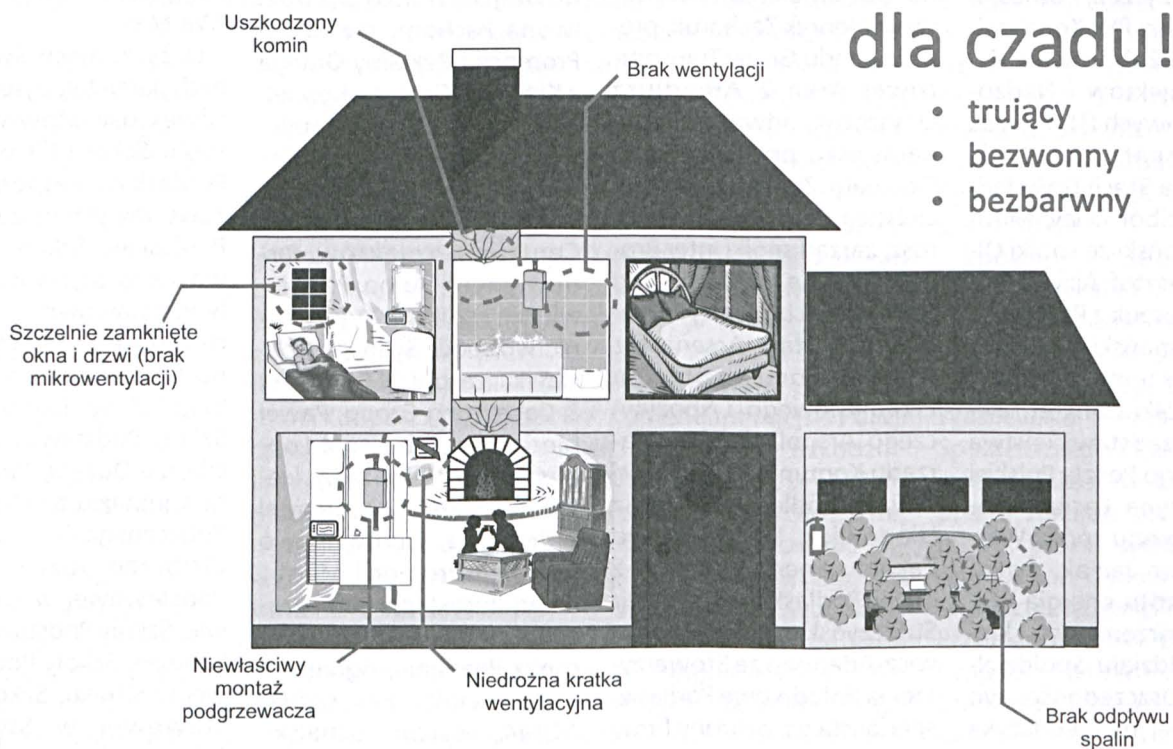 dla czadu
• trujący
• bezwonny
• bezbarwny
Uszkodzony
komin
Brak wentylacji
Szczelnie zamknięte
okna i drzwi (brak
mikrowentylacji)
Niewłaściwy
montaż
podgrzewacza
Niedrożna kratka
wentylacyjna
Brak odpływu
spalin